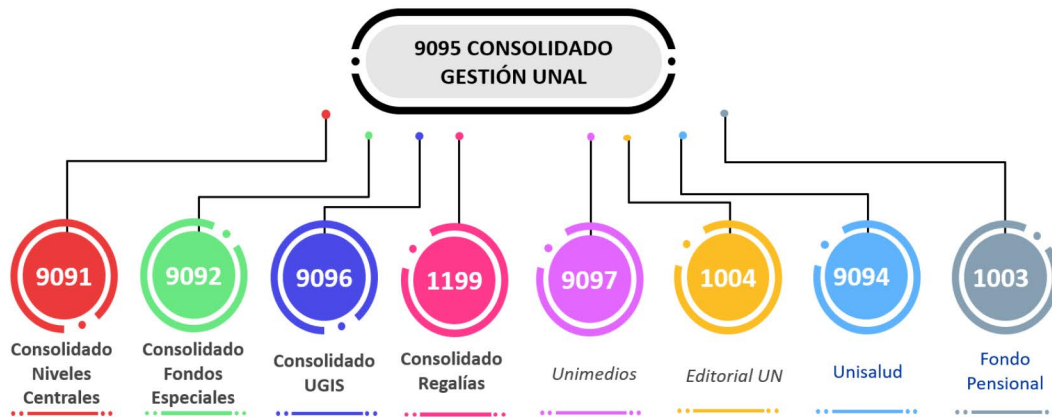 9095 CONSOLIDADO
GESTIÓN UNAL
9091
9092
9096
1199
9097
1004
9094
1003
Consolidado
Niveles
Centrales
Consolidado
Fondos
Especiales
Consolidado
UGIS
Consolidado
Regalías
Unimedios
Editorial UN
Unisalud
Fondo
Pensional